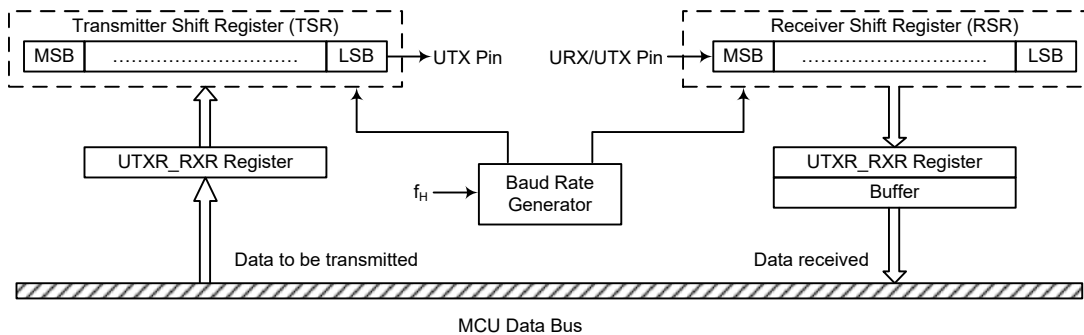 Transmitter Shift Register (TSR)
MSB
..............................
LSB
UTX Pin
UTXR_RXR Register
Data to be transmitted
fH
Baud Rate
Generator
Receiver Shift Register (RSR)
URX/UTX Pin
MSB
..............................
LSB
UTXR_RXR Register
Buffer
Data received
MCU Data Bus